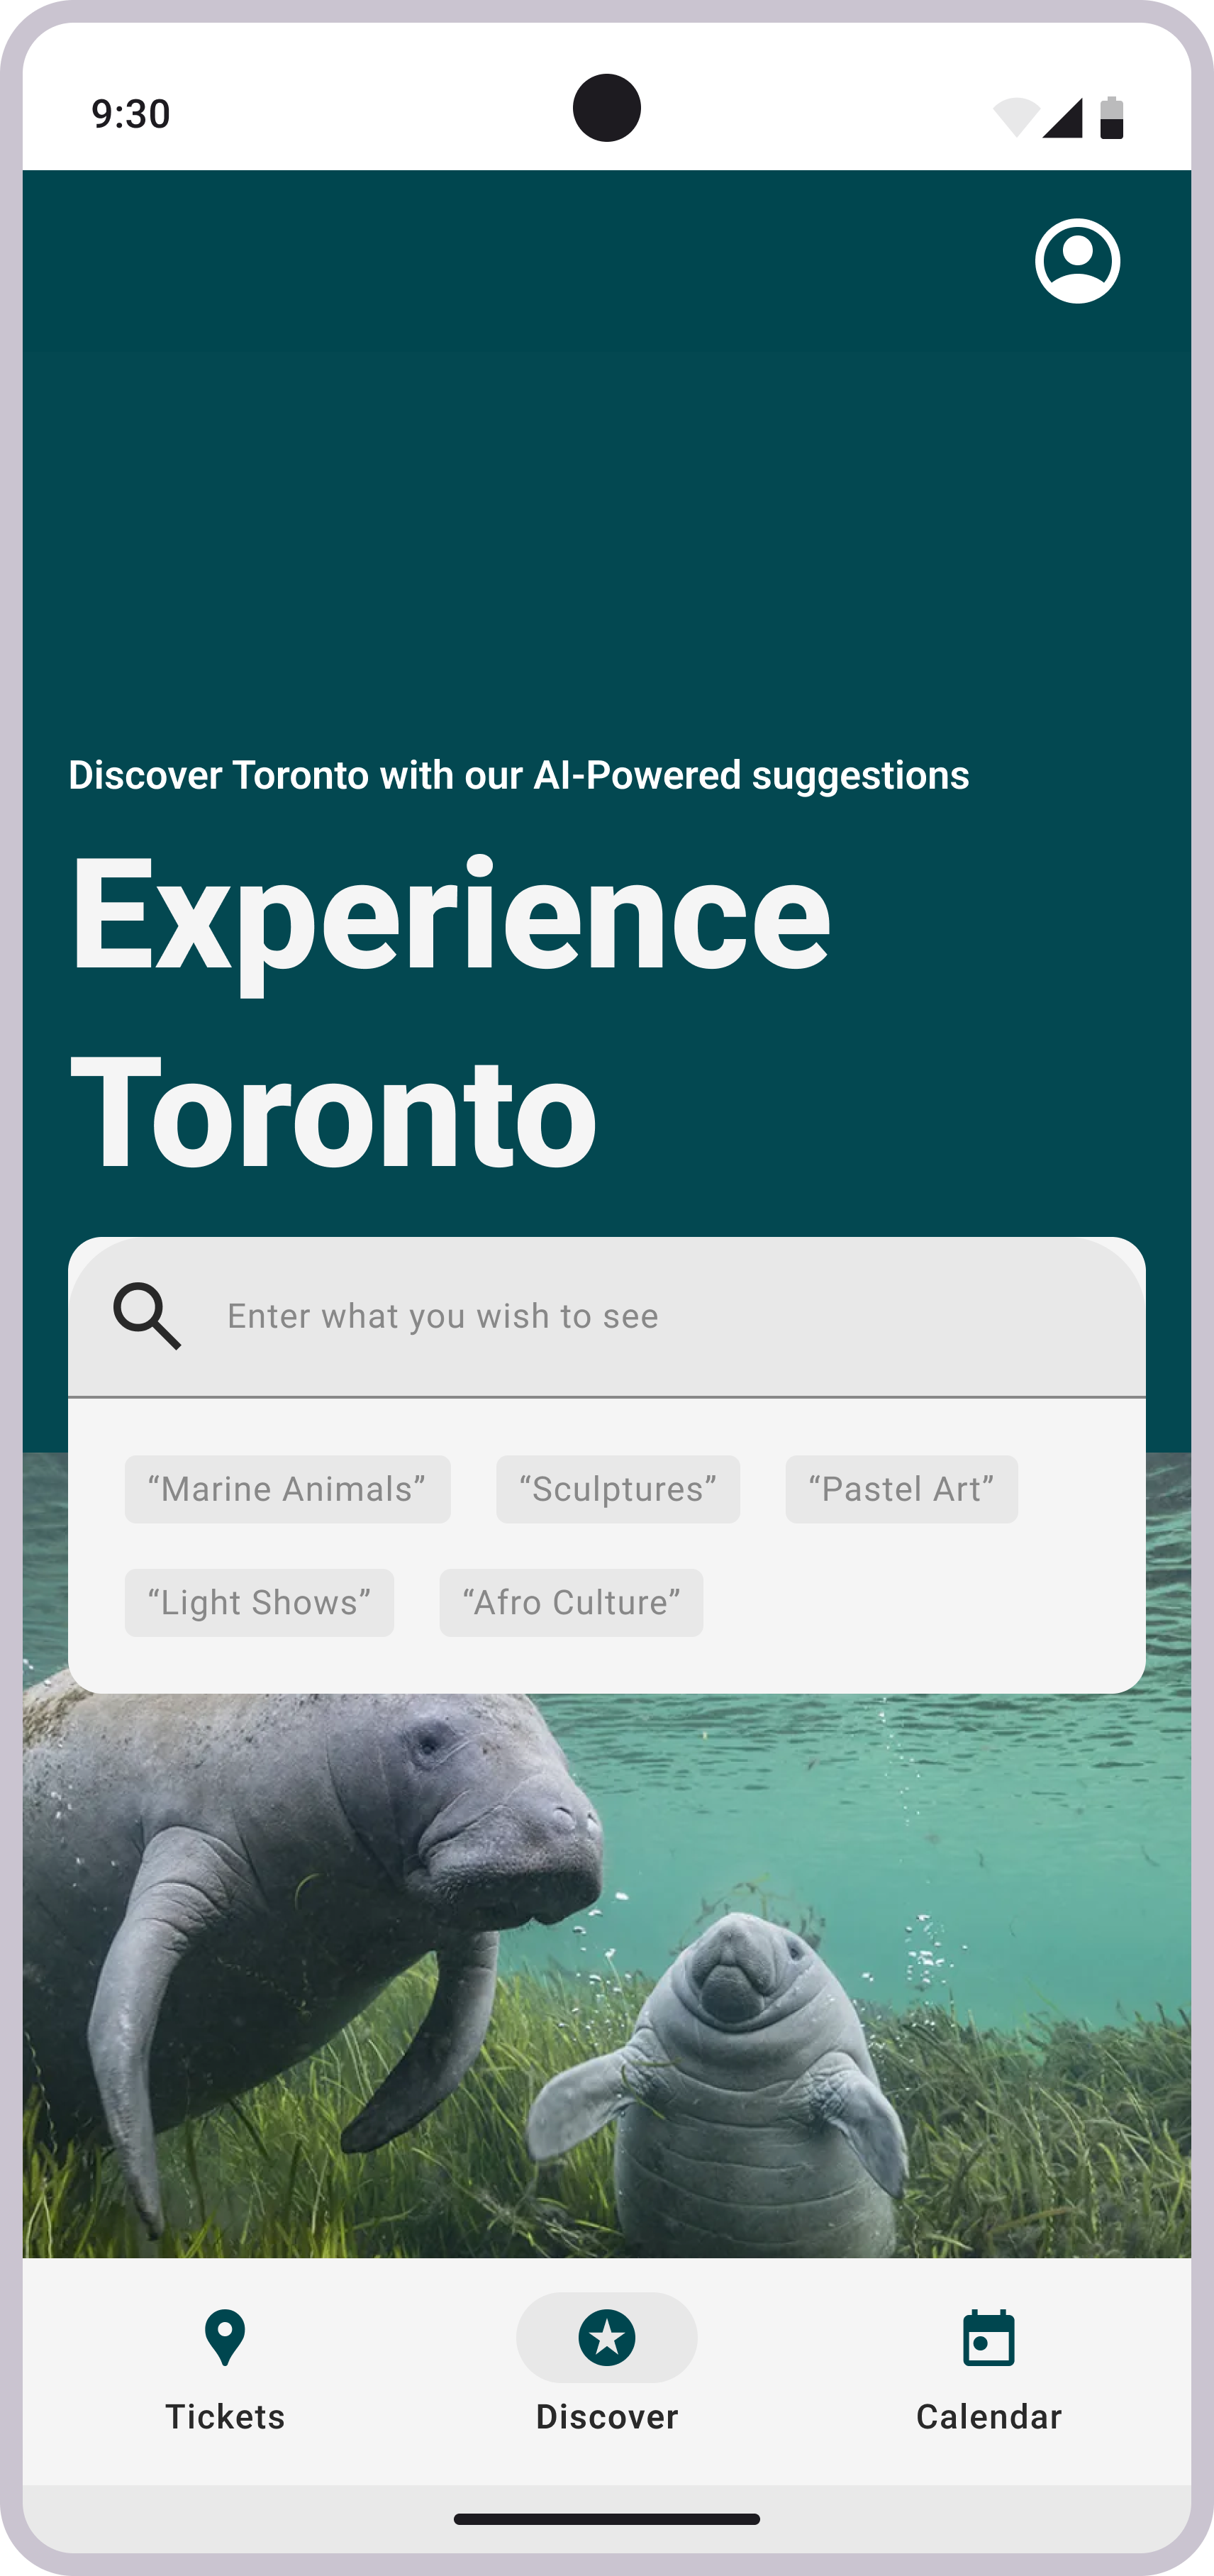 9:30
Discover Toronto with our AI-Powered suggestions
Experience
Toronto
Enter what you wish to see
“Marine Animals” “Sculptures” “Pastel Art”
“Light Shows” “Afro Culture”
Tickets Discover Calendar